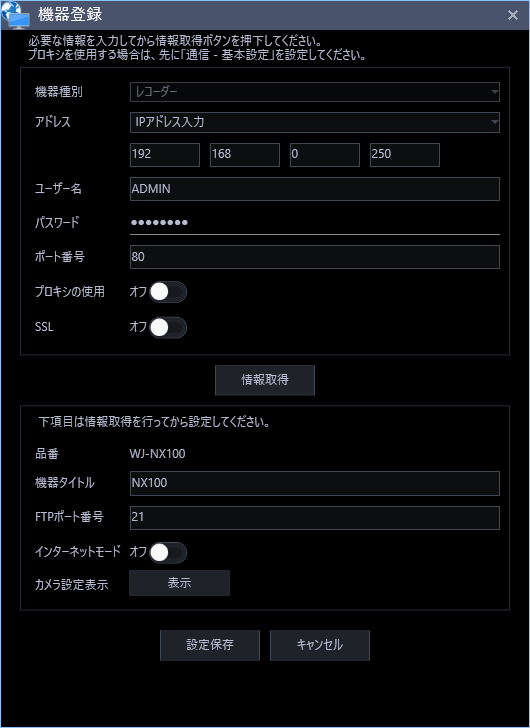 機器登録
必要な情報を入力してから情報取得ボタンを押下してください。
プロキシを使用する場合は、先に「通信 - 基本設定」を設定してください。
機器種別 レコーダー
アドレス IPアドレス入力
192 168 0 250
ユーザー名 ADMIN
パスワード ●●●●●●●●
ポート番号 80
プロキシの使用 オフ
SSL オフ
情報取得
下項目は情報取得を行ってから設定してください。
品番 WJ-NX100
機器タイトル NX100
FTPポート番号 21
インターネットモード オフ
カメラ設定表示 表示
設定保存 キャンセル